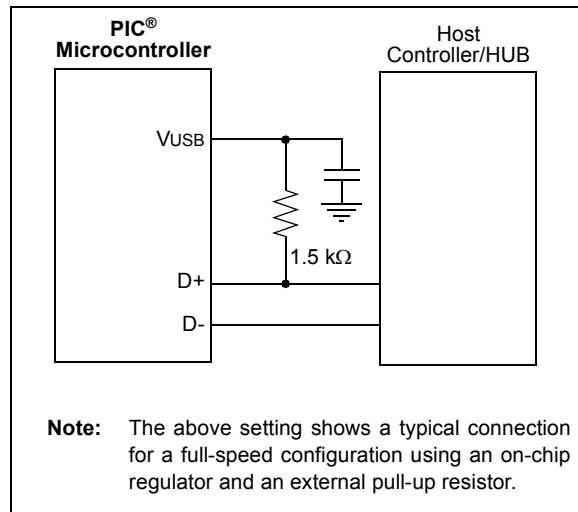 PIC®
Microcontroller
Host
Controller/HUB
VUSB
1.5 kΩ
D+
D-
Note: The above setting shows a typical connection
for a full-speed configuration using an on-chip
regulator and an external pull-up resistor.